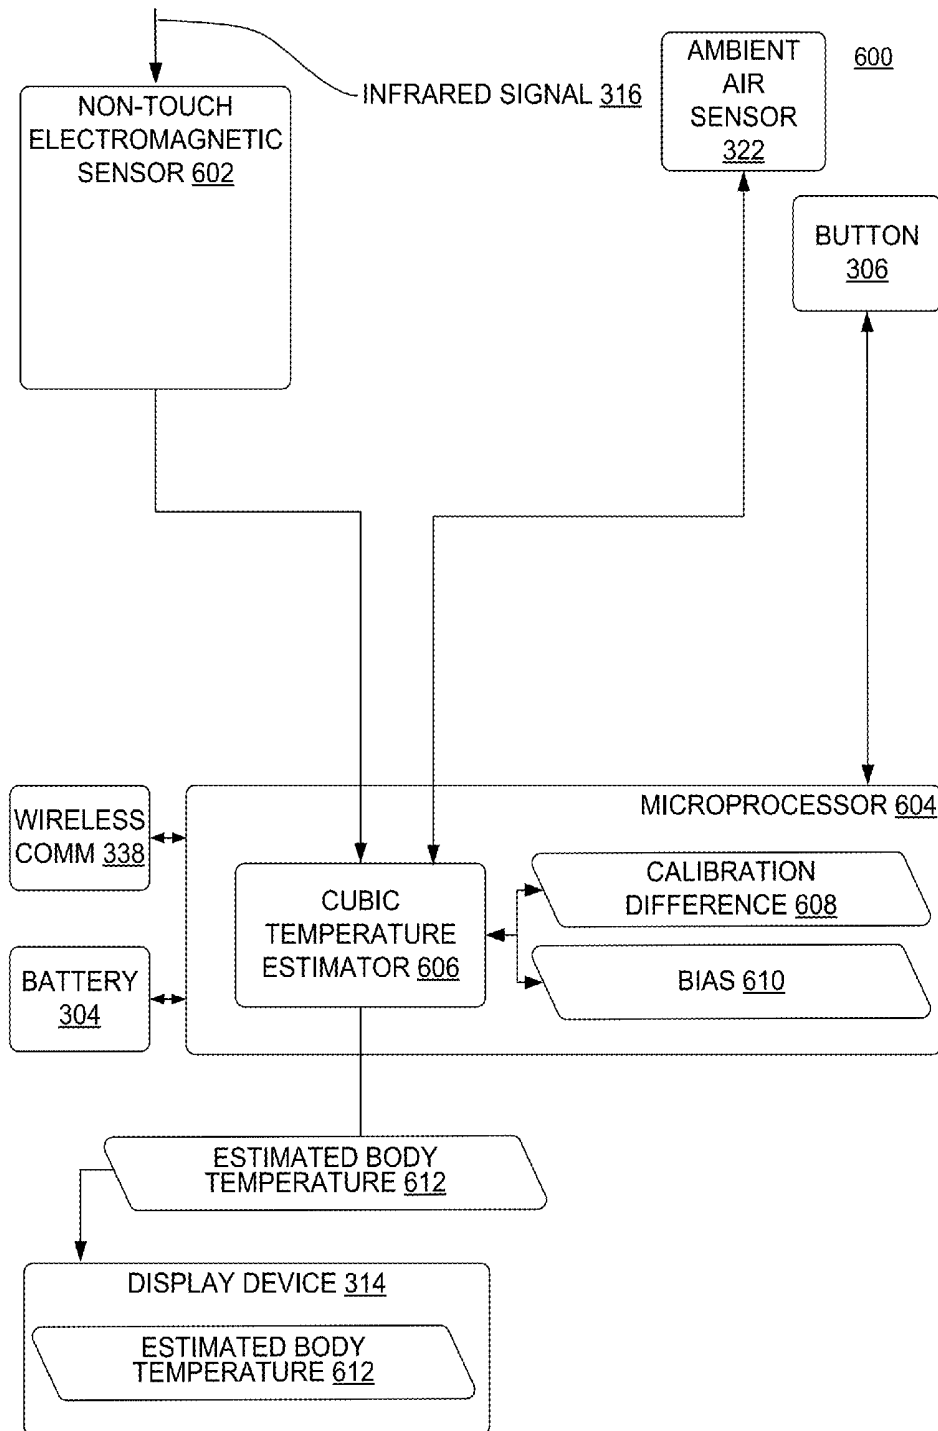 AMBIENT
AIR
SENSOR
322
600
INFRARED SIGNAL 316
NON-TOUCH
ELECTROMAGNETIC
SENSOR 602
BUTTON
306
MICROPROCESSOR 604
WIRELESS
COMM 338
CUBIC
TEMPERATURE
ESTIMATOR 606
CALIBRATION
DIFFERENCE 608
BIAS 610
BATTERY
304
ESTIMATED BODY
TEMPERATURE 612
DISPLAY DEVICE 314
ESTIMATED BODY
TEMPERATURE 612